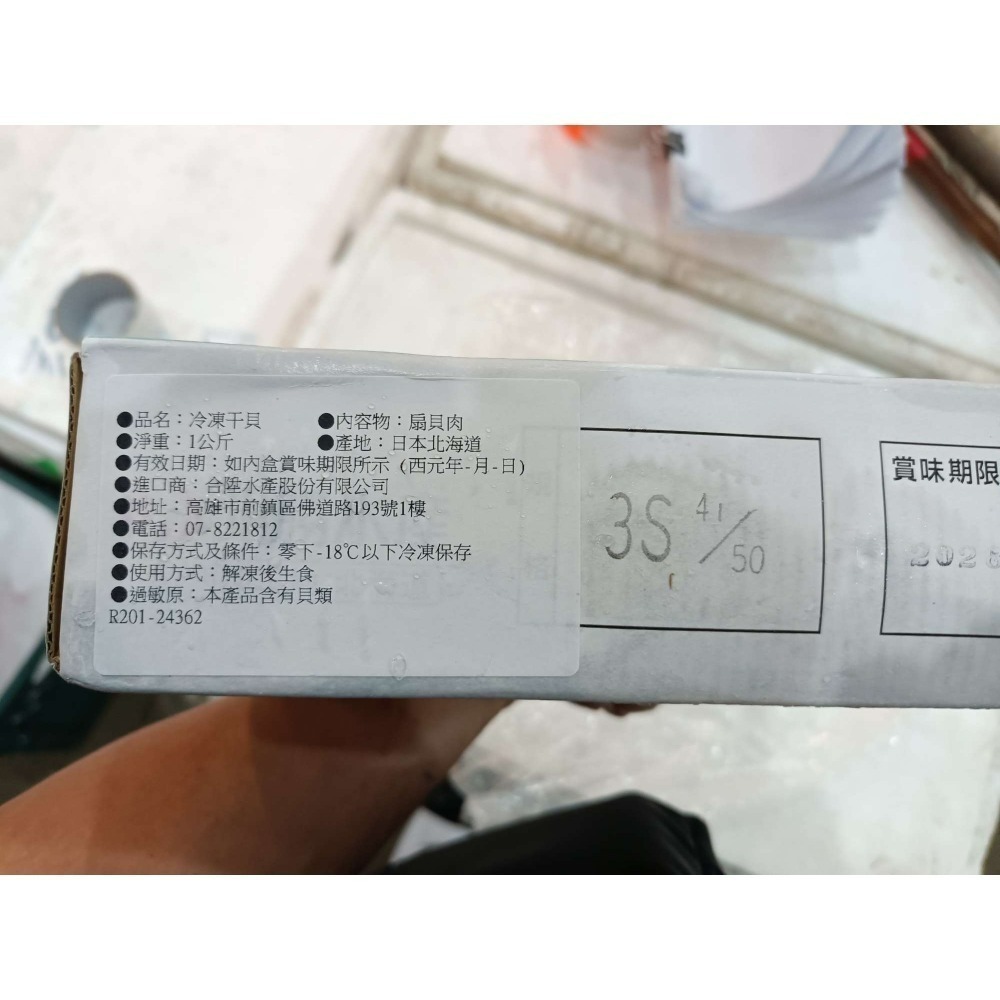 ●品名：冷凍干貝 ●內容物：扇貝肉
●淨重：1公斤 ●產地：日本北海道
●有效日期：如內盒賞味期限所示 (西元年-月-日)
●進口商：合陞水產股份有限公司
●地址：高雄市前鎮區佛道路193號1樓
●電話：07-8221812
●保存方式及條件：零下-18℃以下冷凍保存
●使用方式：解凍後生食
●過敏原：本產品含有貝類
R201-24362
3S 41/50
賞味期限
202